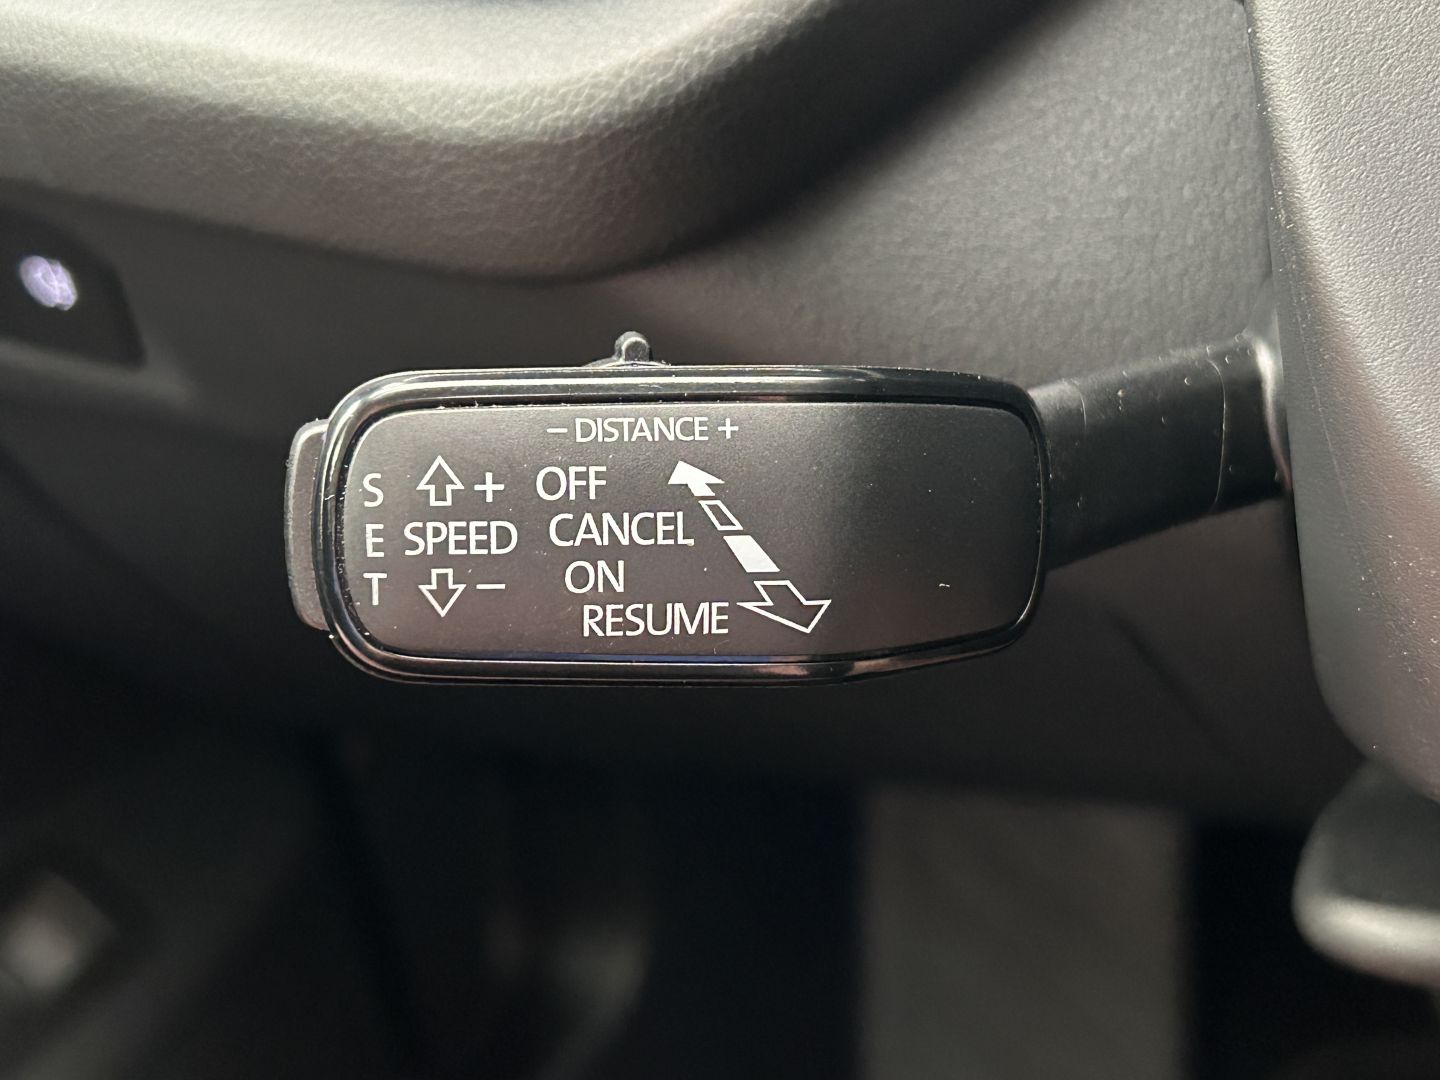 − DISTANCE +
S + OFF
E SPEED CANCEL
T − ON
RESUME